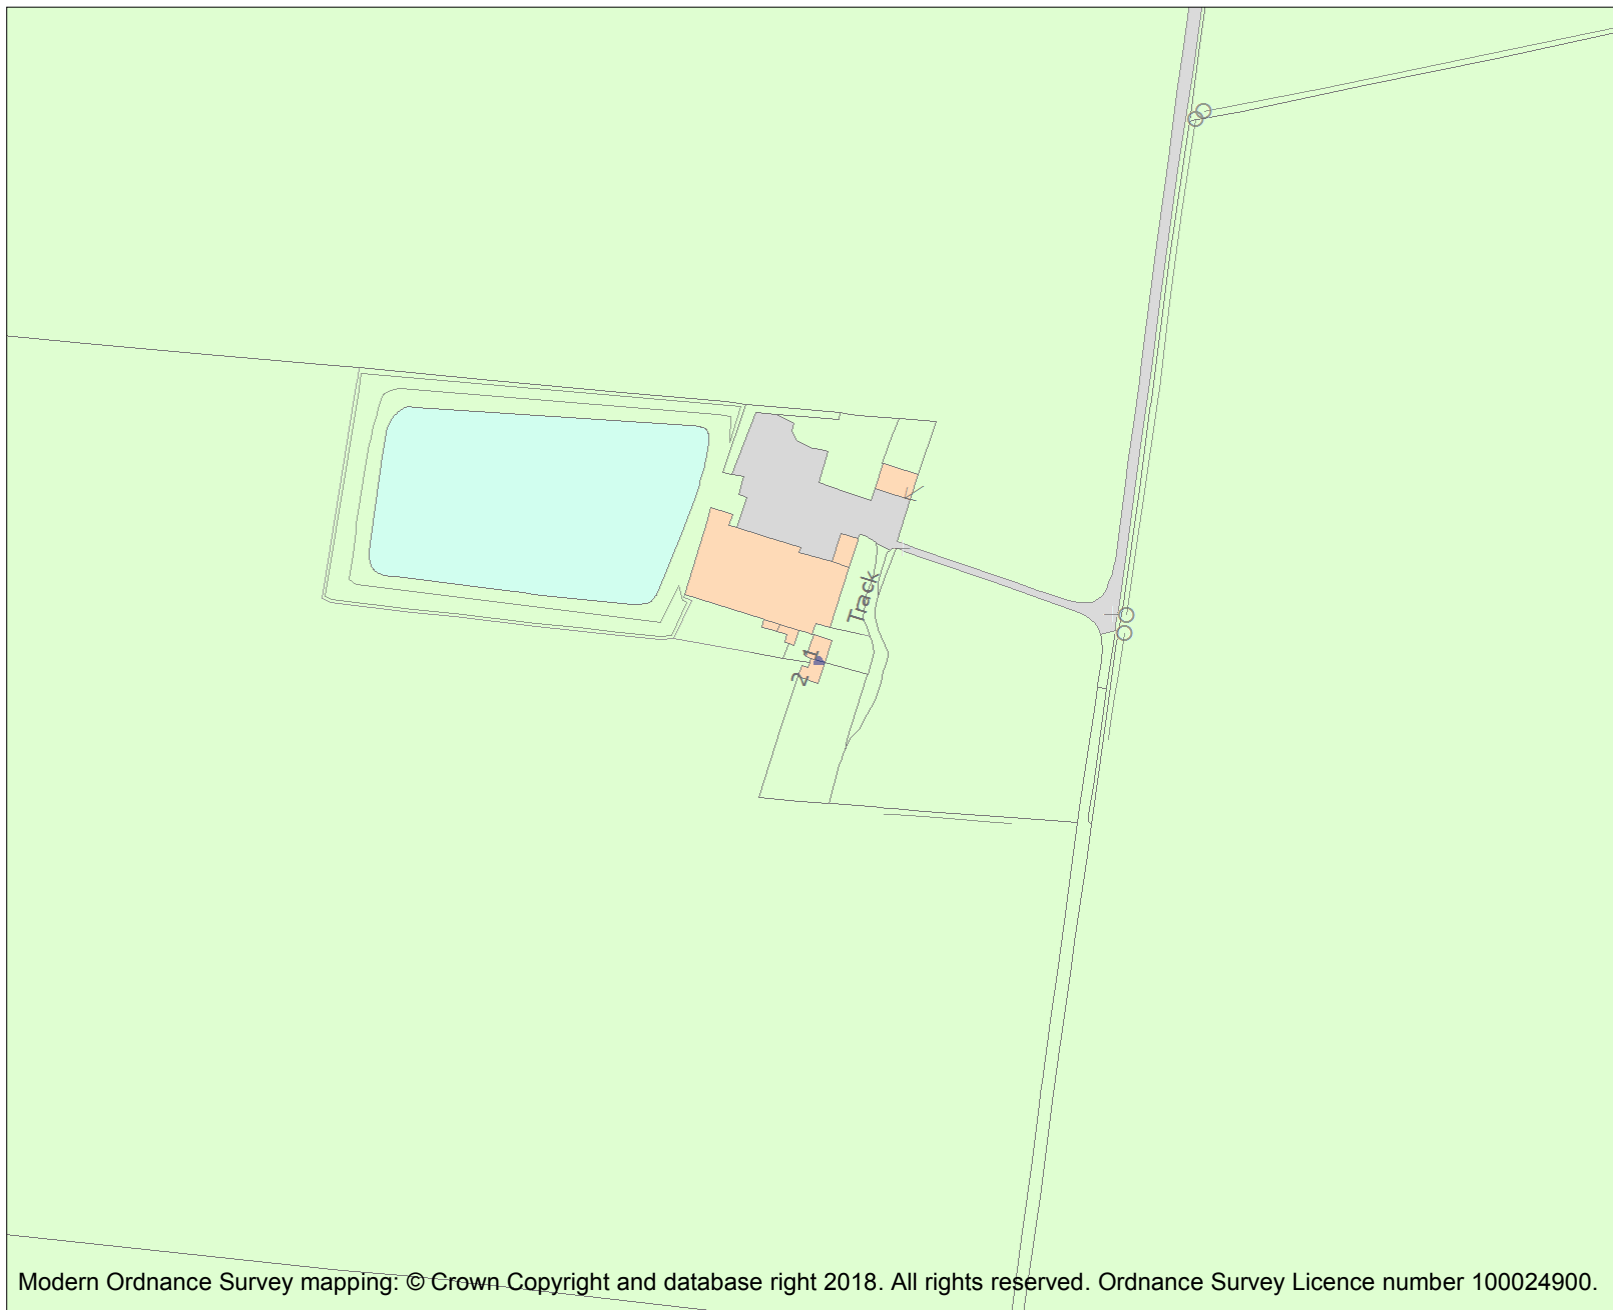 Track
1
2
Modern Ordnance Survey mapping: © Crown Copyright and database right 2018. All rights reserved. Ordnance Survey Licence number 100024900.